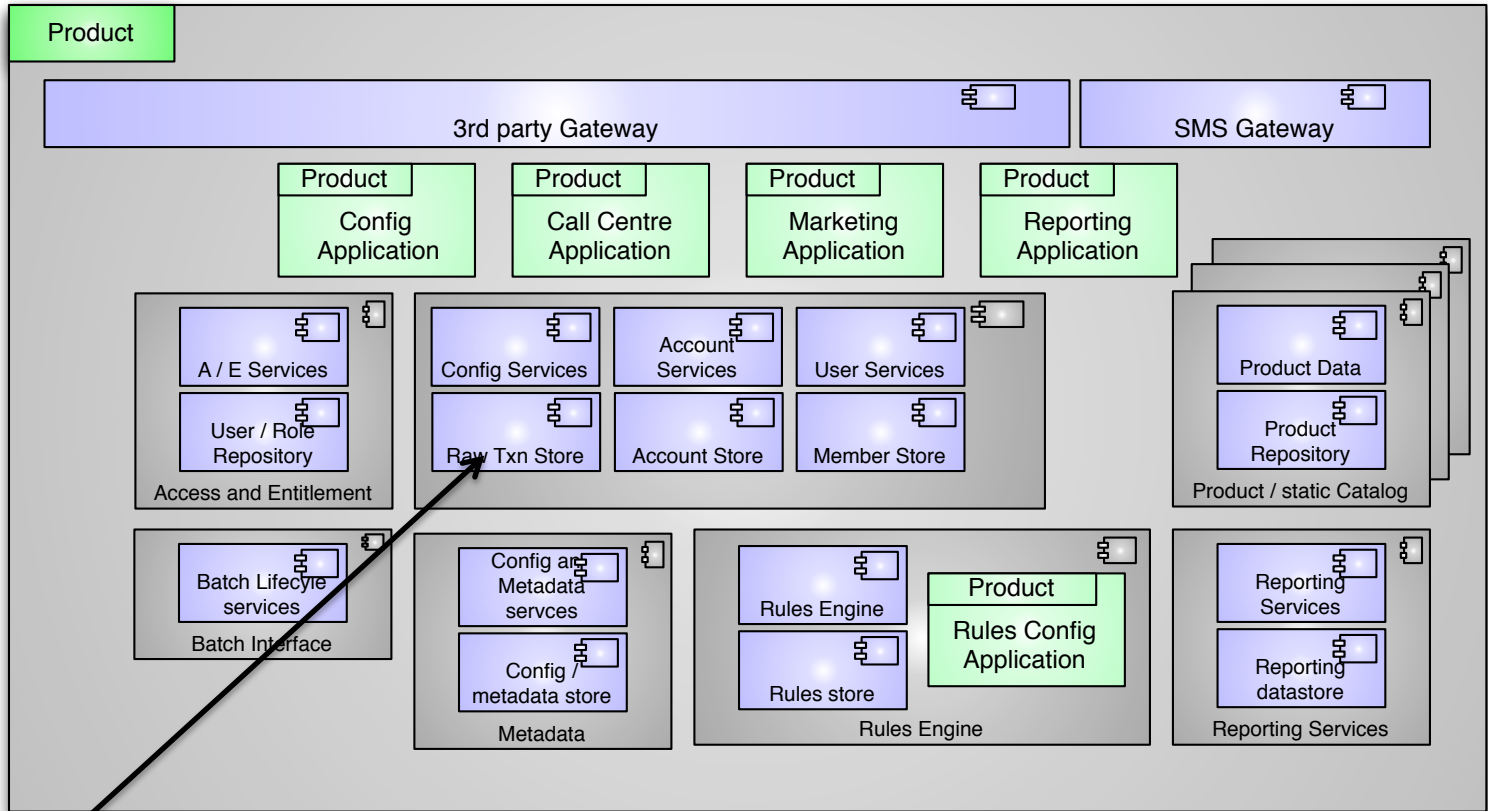 Product
3rd party Gateway
SMS Gateway
Product
Config
Application
Product
Call Centre
Application
Product
Marketing
Application
Product
Reporting
Application
A / E Services
User / Role
Repository
Access and Entitlement
Config Services
Account
Services
User Services
Raw Txn Store
Account Store
Member Store
Product Data
Product
Repository
Product / static Catalog
Batch Lifecyle
services
Batch Interface
Config and
Metadata
servces
Config /
metadata store
Metadata
Rules Engine
Rules store
Product
Rules Config
Application
Rules Engine
Reporting
Services
Reporting
datastore
Reporting Services